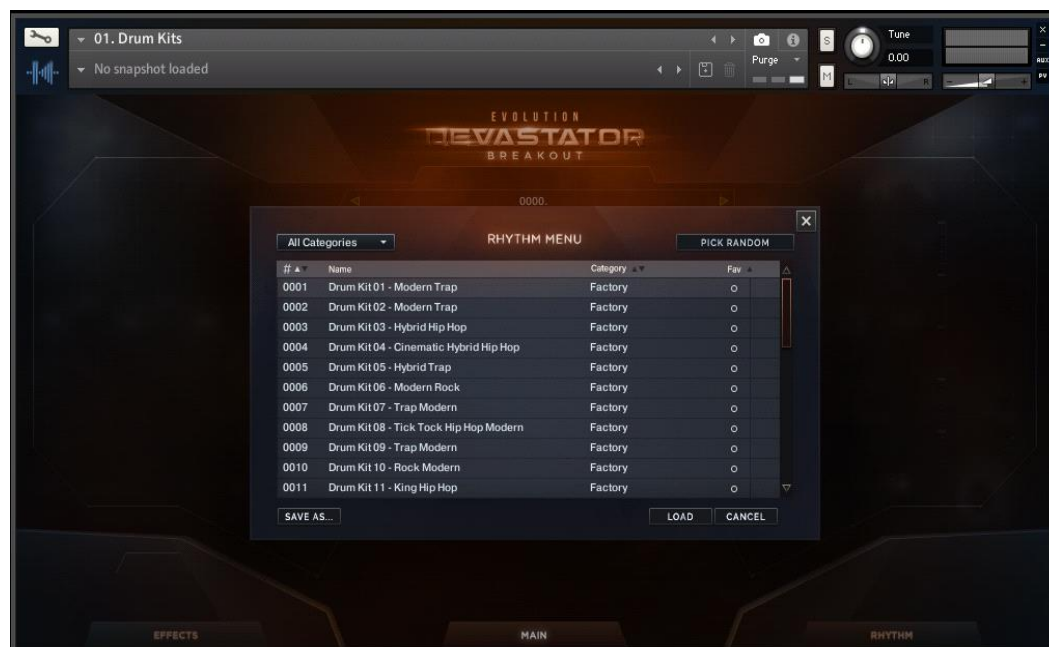 01. Drum Kits
No snapshot loaded
Purge
S
M
Tune
0.00
L R
AUX
PV
EVOLUTION
DEVASTATOR
BREAKOUT
0000.
All Categories
RHYTHM MENU
PICK RANDOM
# Name Category Fav
0001 Drum Kit 01 - Modern Trap Factory
0002 Drum Kit 02 - Modern Trap Factory
0003 Drum Kit 03 - Hybrid Hip Hop Factory
0004 Drum Kit 04 - Cinematic Hybrid Hip Hop Factory
0005 Drum Kit 05 - Hybrid Trap Factory
0006 Drum Kit 06 - Modern Rock Factory
0007 Drum Kit 07 - Trap Modern Factory
0008 Drum Kit 08 - Tick Tock Hip Hop Modern Factory
0009 Drum Kit 09 - Trap Modern Factory
0010 Drum Kit 10 - Rock Modern Factory
0011 Drum Kit 11 - King Hip Hop Factory
SAVE AS... LOAD CANCEL
EFFECTS MAIN RHYTHM